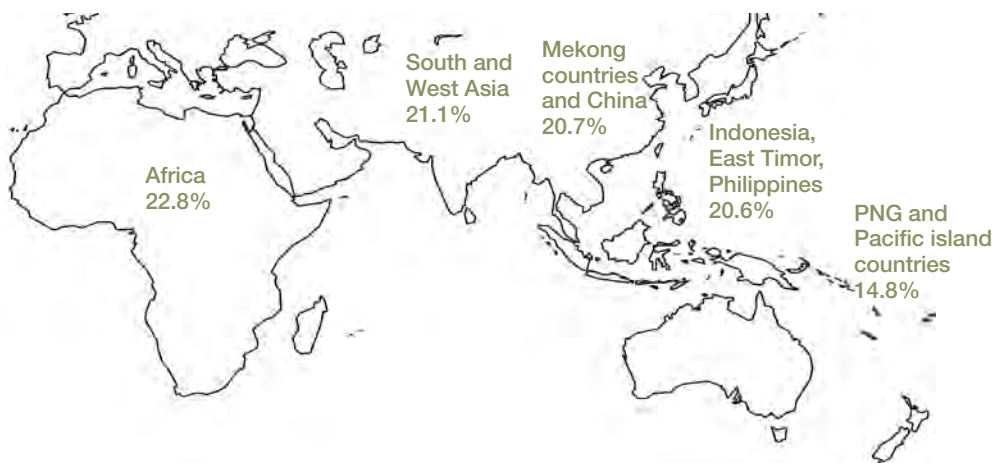 South and
West Asia
21.1%
Mekong
countries
and China
20.7%
Indonesia,
East Timor,
Philippines
20.6%
Africa
22.8%
PNG and
Pacific island
countries
14.8%